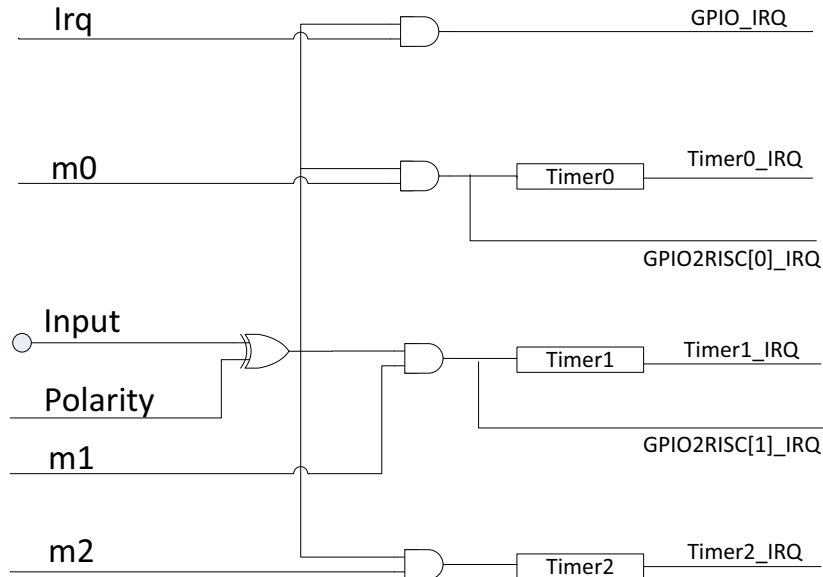 Irq
GPIO_IRQ
m0
Timer0
Timer0_IRQ
GPIO2RISC[0]_IRQ
Input
Timer1
Timer1_IRQ
Polarity
GPIO2RISC[1]_IRQ
m1
m2
Timer2
Timer2_IRQ